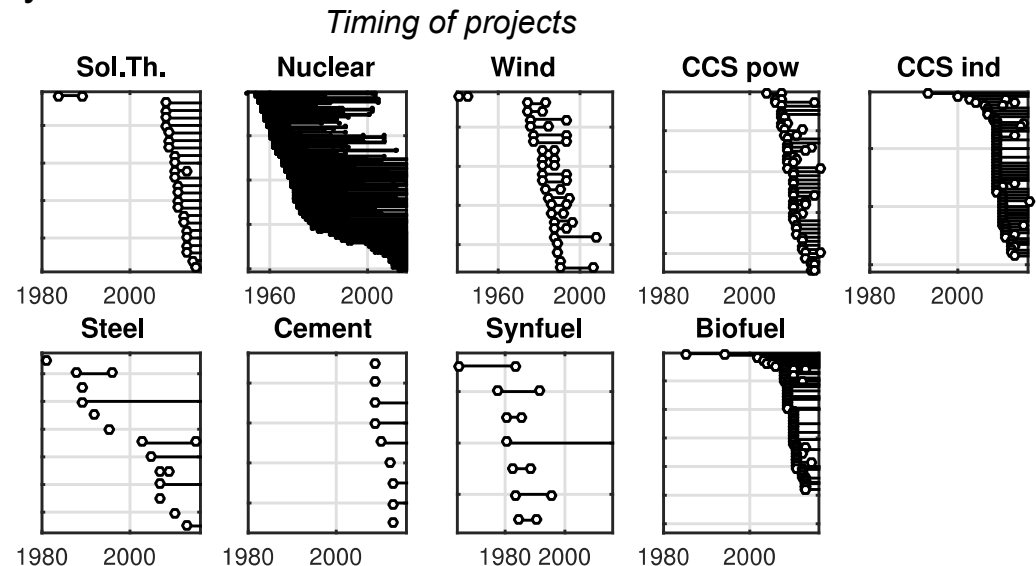 Timing of projects
Sol.Th. Nuclear Wind CCS pow CCS ind
1980 2000 1960 2000 1960 2000 1980 2000 1980 2000
Steel Cement Synfuel Biofuel
1980 2000 1980 2000 1980 2000 1980 2000